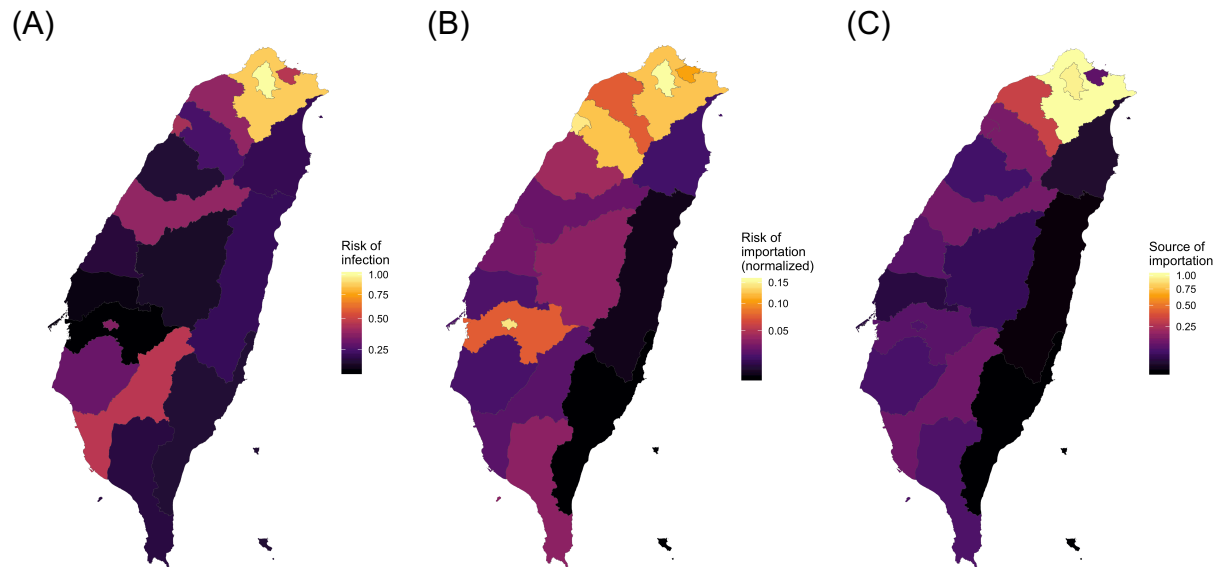 (A)
(B)
(C)
Risk of
infection
1.00
0.75
0.50
0.25
Risk of
importation
(normalized)
0.15
0.10
0.05
Source of
importation
1.00
0.75
0.50
0.25